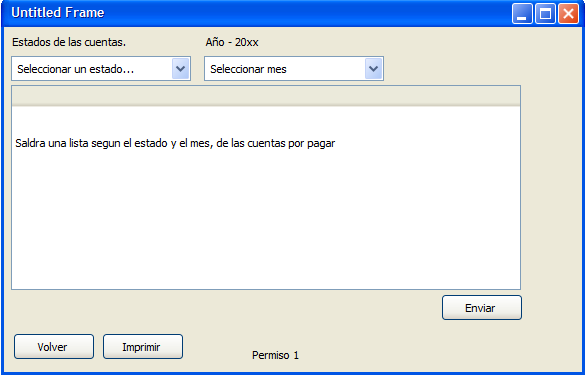 Untitled Frame
Estados de las cuentas.
Año - 20xx
Seleccionar un estado...
Seleccionar mes
Saldra una lista segun el estado y el mes, de las cuentas por pagar
Enviar
Volver
Imprimir
Permiso 1